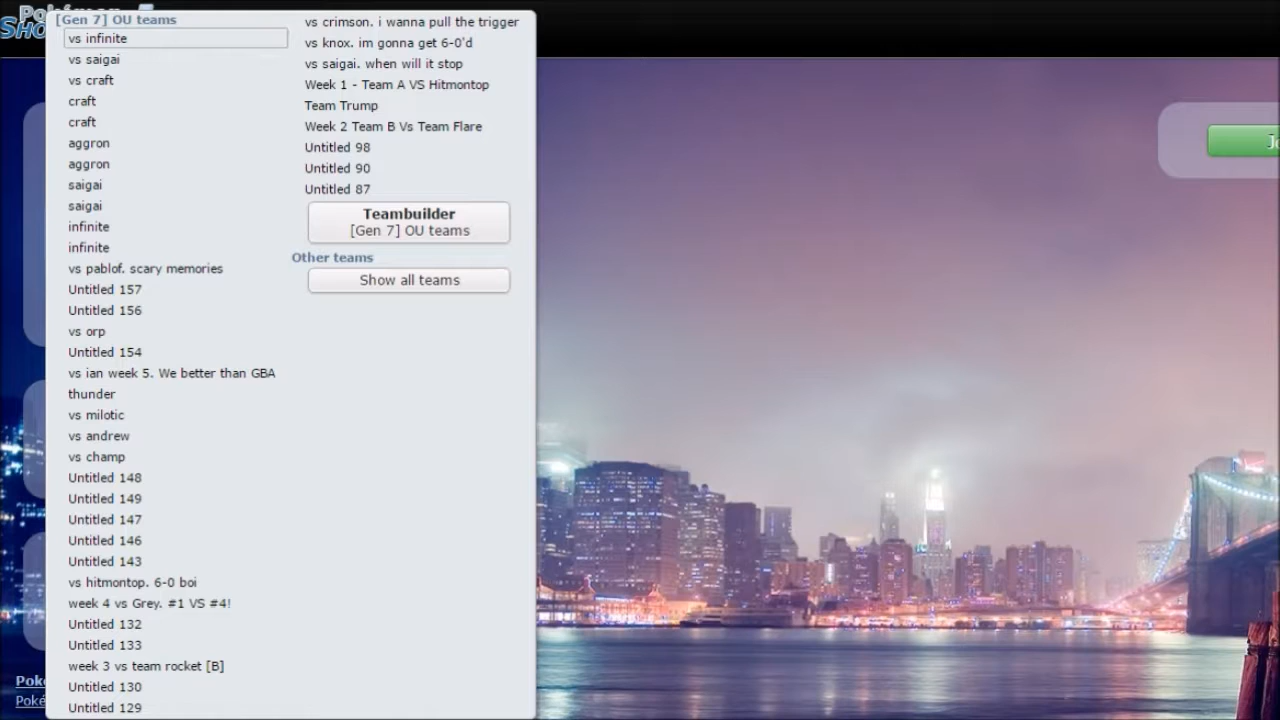 Pokémon
SHO
[Gen 7] OU teams
vs infinite
vs saigai
vs craft
craft
craft
aggron
aggron
saigai
saigai
infinite
infinite
vs pablof. scary memories
Untitled 157
Untitled 156
vs orp
Untitled 154
vs ian week 5. We better than GBA
thunder
vs milotic
vs andrew
vs champ
Untitled 148
Untitled 149
Untitled 147
Untitled 146
Untitled 143
vs hitmontop. 6-0 boi
week 4 vs Grey. #1 VS #4!
Untitled 132
Untitled 133
week 3 vs team rocket [B]
Untitled 130
Untitled 129
vs crimson. i wanna pull the trigger
vs knox. im gonna get 6-0'd
vs saigai. when will it stop
Week 1 - Team A VS Hitmontop
Team Trump
Week 2 Team B Vs Team Flare
Untitled 98
Untitled 90
Untitled 87
Teambuilder
[Gen 7] OU teams
Other teams
Show all teams
Poké
Poké